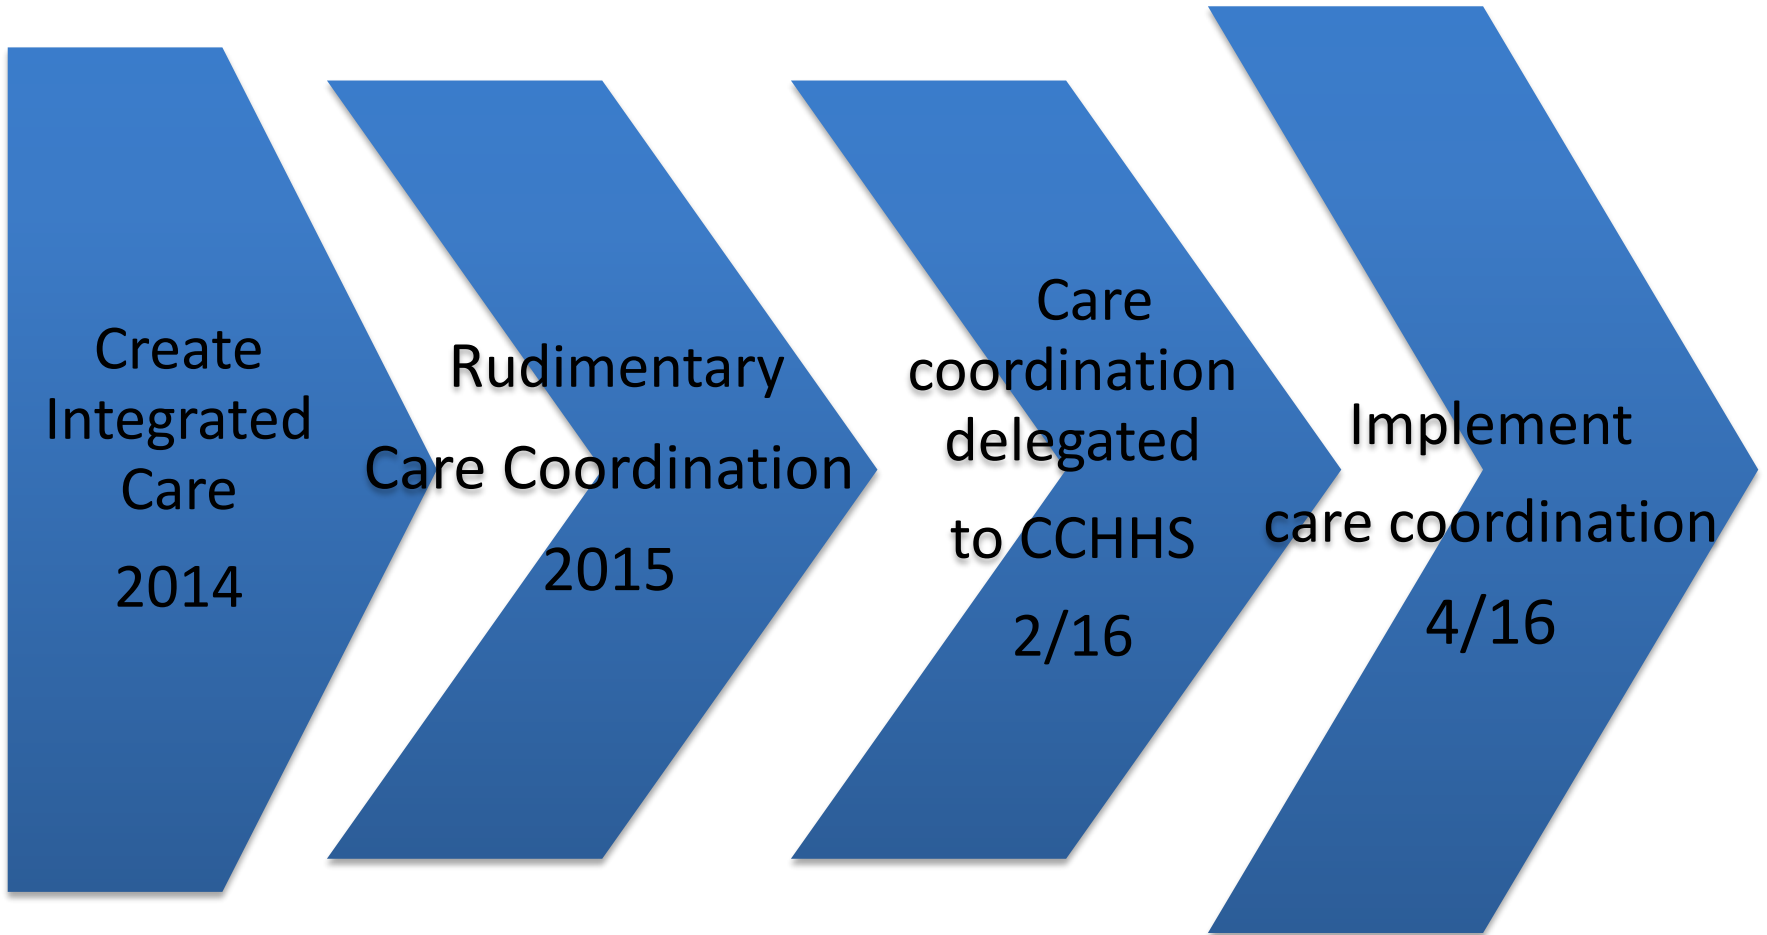 Create
Integrated
Care
2014
Rudimentary
Care Coordination
2015
Care
coordination
delegated
to CCHHS
2/16
Implement
care coordination
4/16